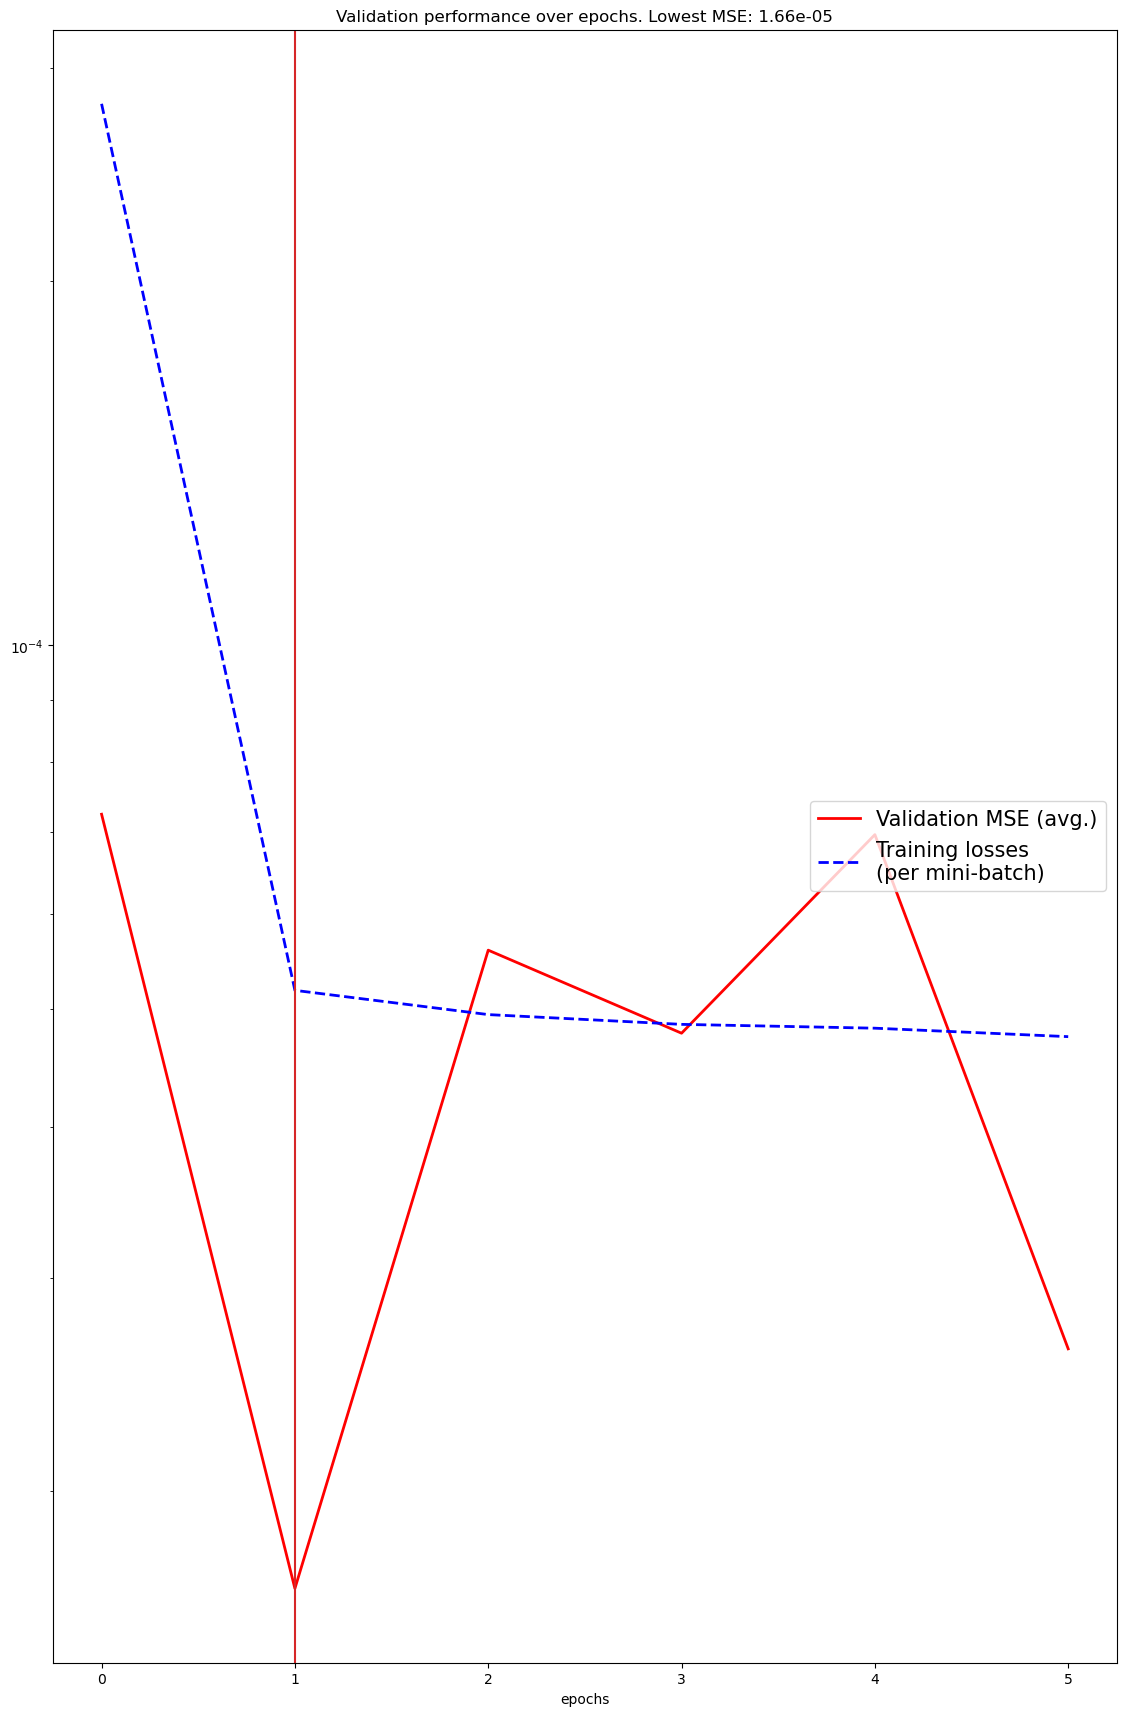 Validation performance over epochs. Lowest MSE: 1.66e-05
10⁻⁴
Validation MSE (avg.)
Training losses
(per mini-batch)
0 1 2 3 4 5
epochs